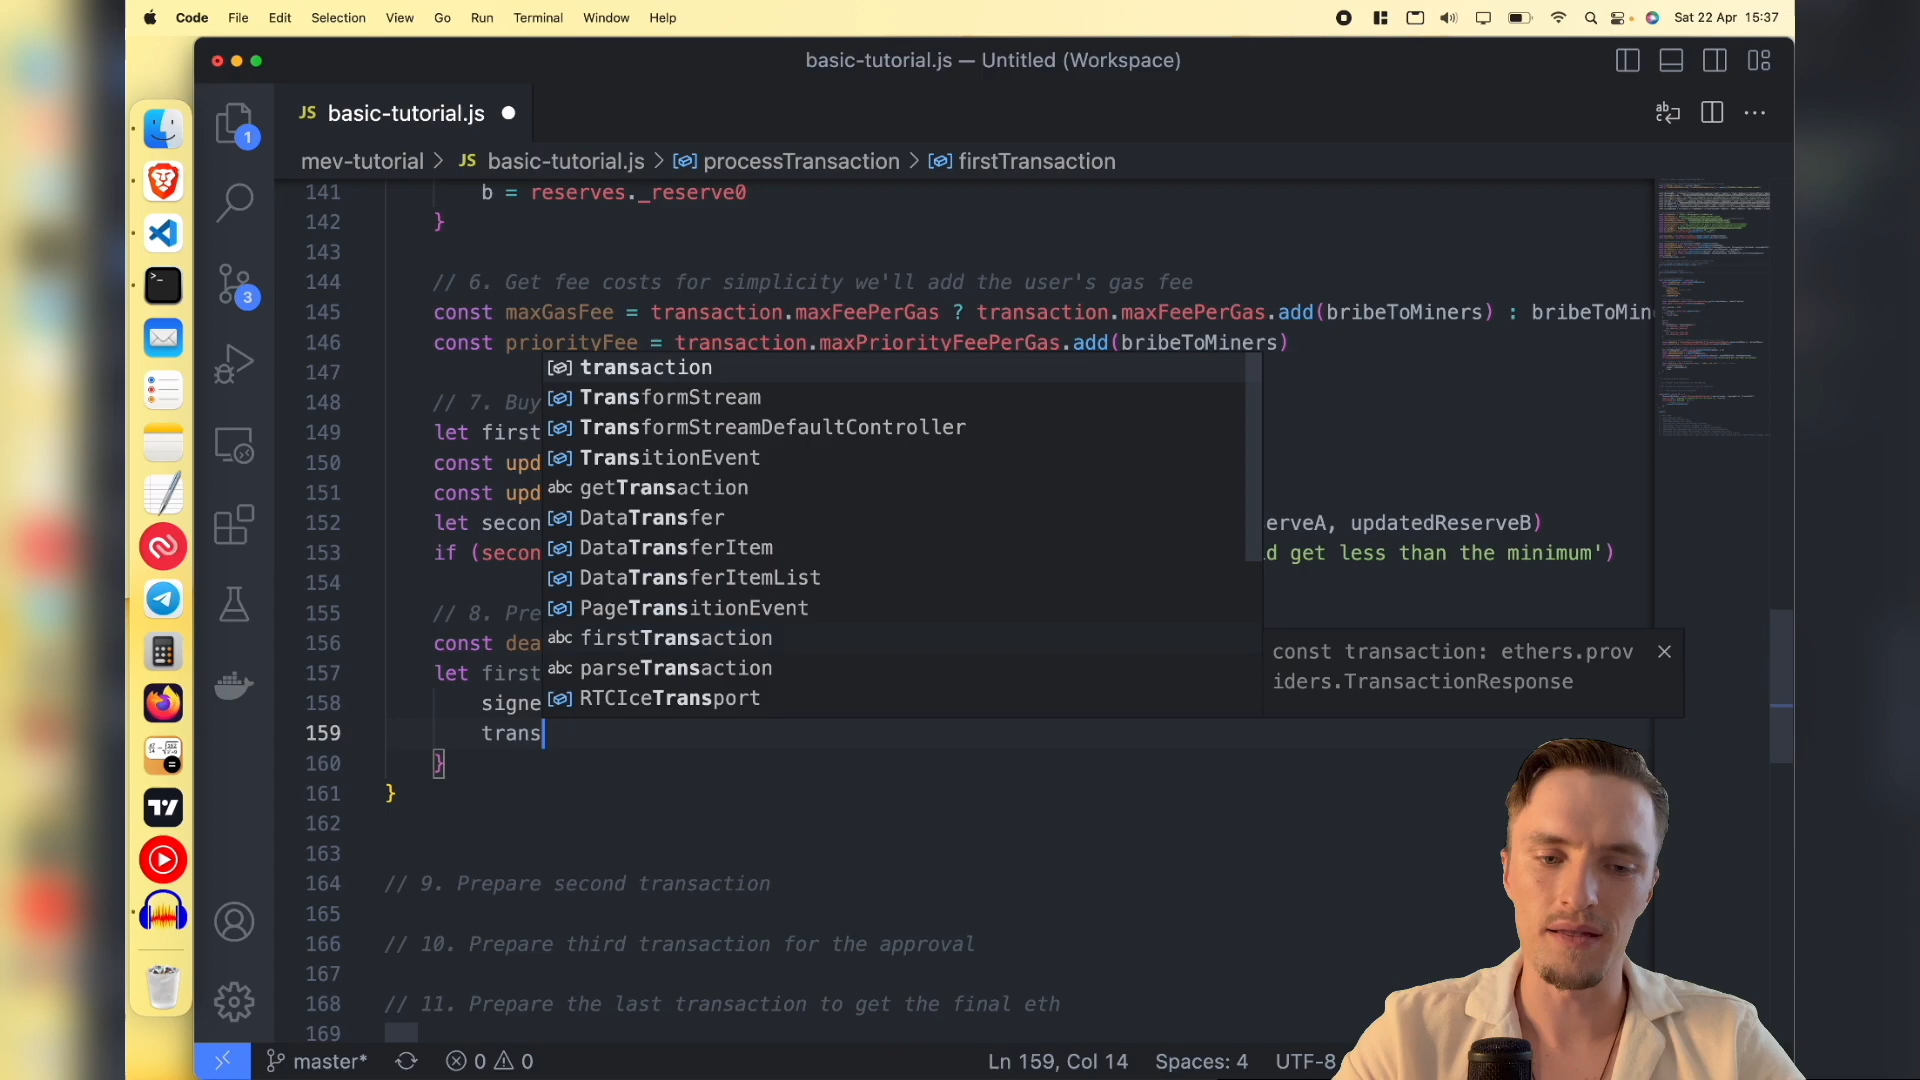 Code File Edit Selection View Go Run Terminal Window Help Sat 22 Apr 15:37
basic-tutorial.js — Untitled (Workspace)
JS basic-tutorial.js
mev-tutorial > JS basic-tutorial.js > processTransaction > firstTransaction
141 b = reserves._reserve0
142 }
143
144 // 6. Get fee costs for simplicity we'll add the user's gas fee
145 const maxGasFee = transaction.maxFeePerGas ? transaction.maxFeePerGas.add(bribeToMiners) : bribeToMin
146 const priorityFee = transaction.maxPriorityFeePerGas.add(bribeToMiners)
147 transaction
148 // 7. Buy TransformStream
149 let first TransformStreamDefaultController
150 const upd TransitionEvent
151 const upd getTransaction
152 let secon DataTransfer erveA, updatedReserveB)
153 if (secon DataTransferItem d get less than the minimum')
154 DataTransferItemList
155 // 8. Pre PageTransitionEvent
156 const dea abc firstTransaction const transaction: ethers.prov
157 let first abc parseTransaction iders.TransactionResponse
158 signe RTCIceTransport
159 trans
160 }
161 }
162
163
164 // 9. Prepare second transaction
165
166 // 10. Prepare third transaction for the approval
167
168 // 11. Prepare the last transaction to get the final eth
169
master* 0 0 Ln 159, Col 14 Spaces: 4 UTF-8